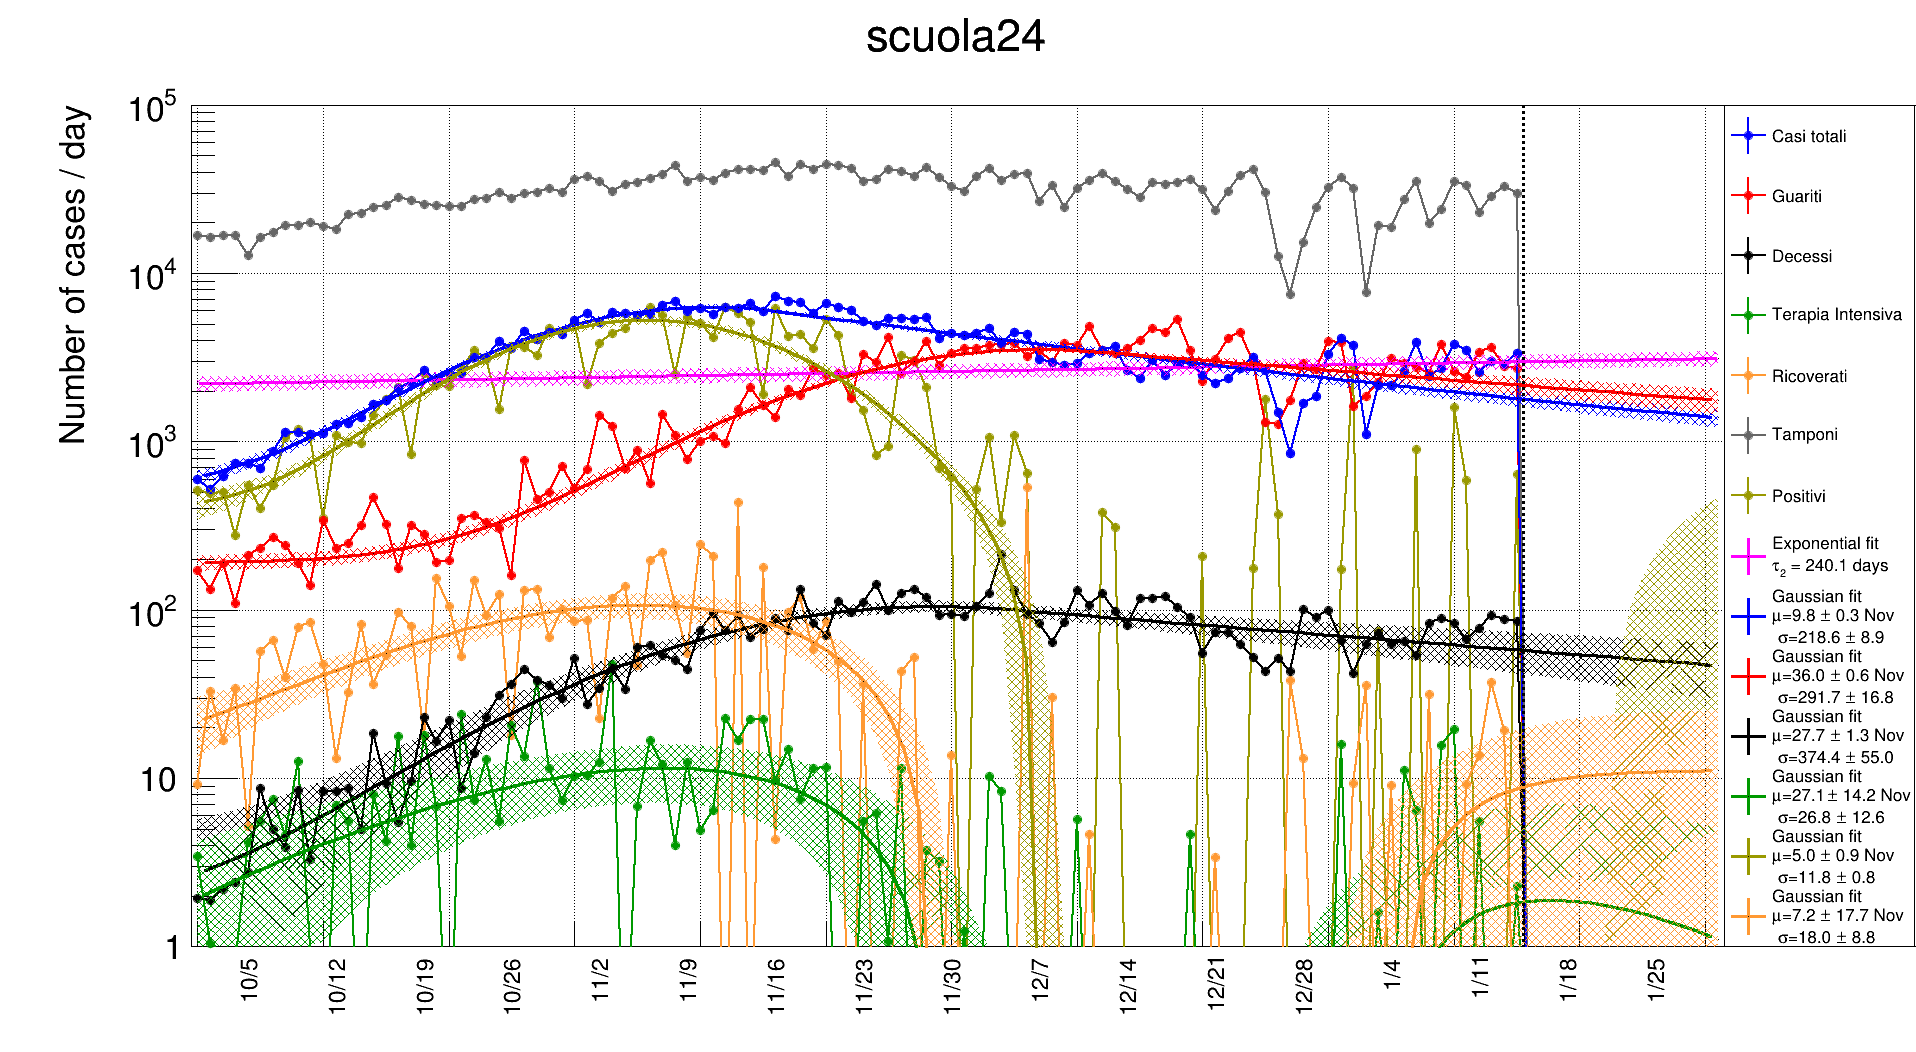 scuola24
Number of cases / day
10^5
10^4
10^3
10^2
10
1
10/5
10/12
10/19
10/26
11/2
11/9
11/16
11/23
11/30
12/7
12/14
12/21
12/28
1/4
1/11
1/18
1/25
Casi totali
Guariti
Decessi
Terapia Intensiva
Ricoverati
Tamponi
Positivi
Exponential fit
τ₂ = 240.1 days
Gaussian fit
μ=9.8 ± 0.3 Nov
σ=218.6 ± 8.9
Gaussian fit
μ=36.0 ± 0.6 Nov
σ=291.7 ± 16.8
Gaussian fit
μ=27.7 ± 1.3 Nov
σ=374.4 ± 55.0
Gaussian fit
μ=27.1 ± 14.2 Nov
σ=26.8 ± 12.6
Gaussian fit
μ=5.0 ± 0.9 Nov
σ=11.8 ± 0.8
Gaussian fit
μ=7.2 ± 17.7 Nov
σ=18.0 ± 8.8